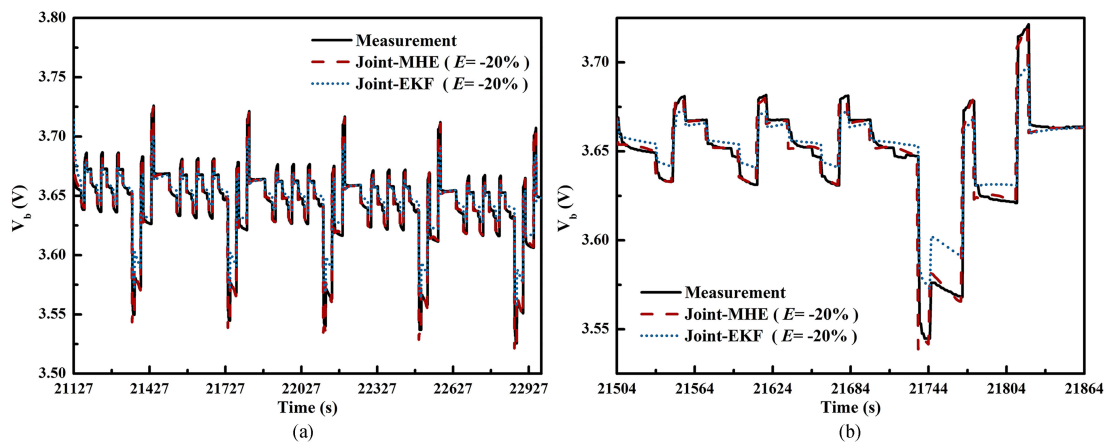 3.80
3.75
3.70
3.65
3.60
3.55
3.50
V_b (V)
Measurement
Joint-MHE ( E= -20% )
Joint-EKF ( E= -20% )
21127 21427 21727 22027 22327 22627 22927
Time (s)
(a)
3.70
3.65
3.60
3.55
V_b (V)
Measurement
Joint-MHE ( E= -20% )
Joint-EKF ( E= -20% )
21504 21564 21624 21684 21744 21804 21864
Time (s)
(b)